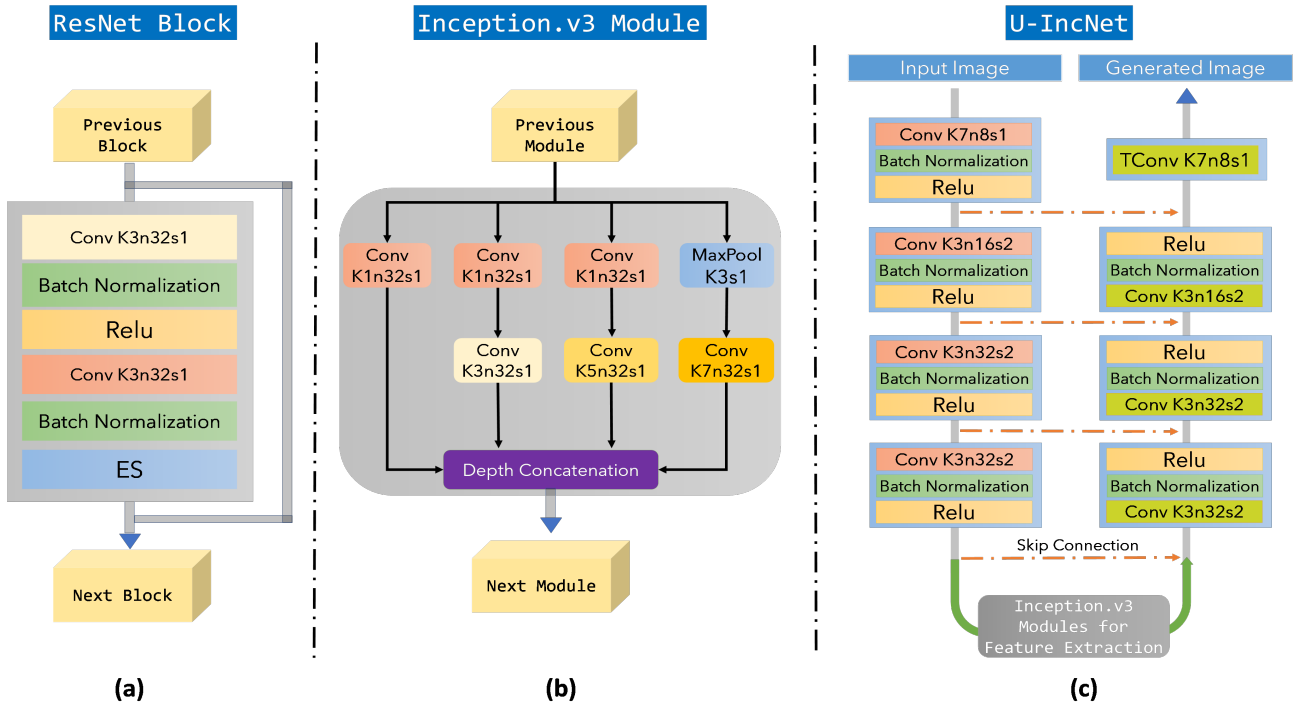 ResNet Block
Previous
Block
Conv K3n32s1
Batch Normalization
Relu
Conv K3n32s1
Batch Normalization
ES
Next Block
(a)
Inception.v3 Module
Previous
Module
Conv
K1n32s1
Conv
K1n32s1
Conv
K1n32s1
MaxPool
K3s1
Conv
K3n32s1
Conv
K5n32s1
Conv
K7n32s1
Depth Concatenation
Next Module
(b)
U-IncNet
Input Image
Conv K7n8s1
Batch Normalization
Relu
Conv K3n16s2
Batch Normalization
Relu
Conv K3n32s2
Batch Normalization
Relu
Conv K3n32s2
Batch Normalization
Relu
Generated Image
TConv K7n8s1
Relu
Batch Normalization
Conv K3n16s2
Relu
Batch Normalization
Conv K3n32s2
Relu
Batch Normalization
Conv K3n32s2
Skip Connection
Inception.v3
Modules for
Feature Extraction
(c)